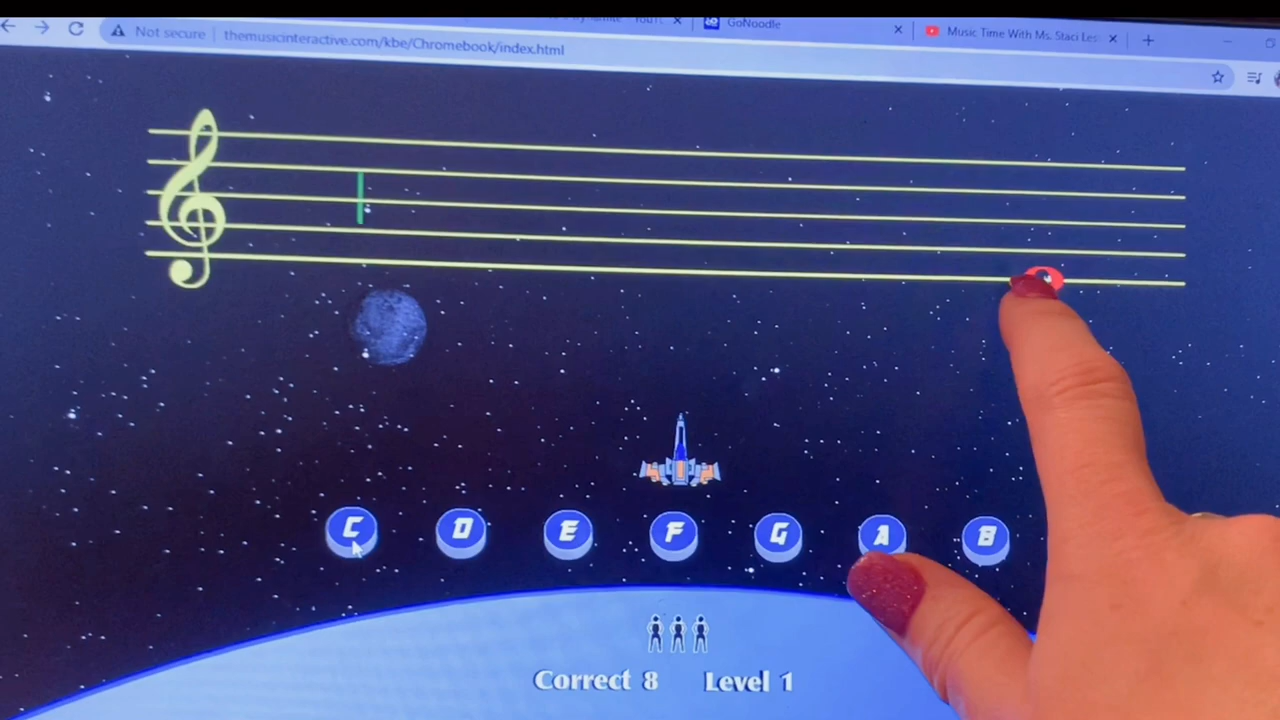 GoNoodle
Music Time With Ms. Staci Les
Not secure
themusicinteractive.com/kbe/Chromebook/index.html
C D E F G A B
Correct 8 Level 1